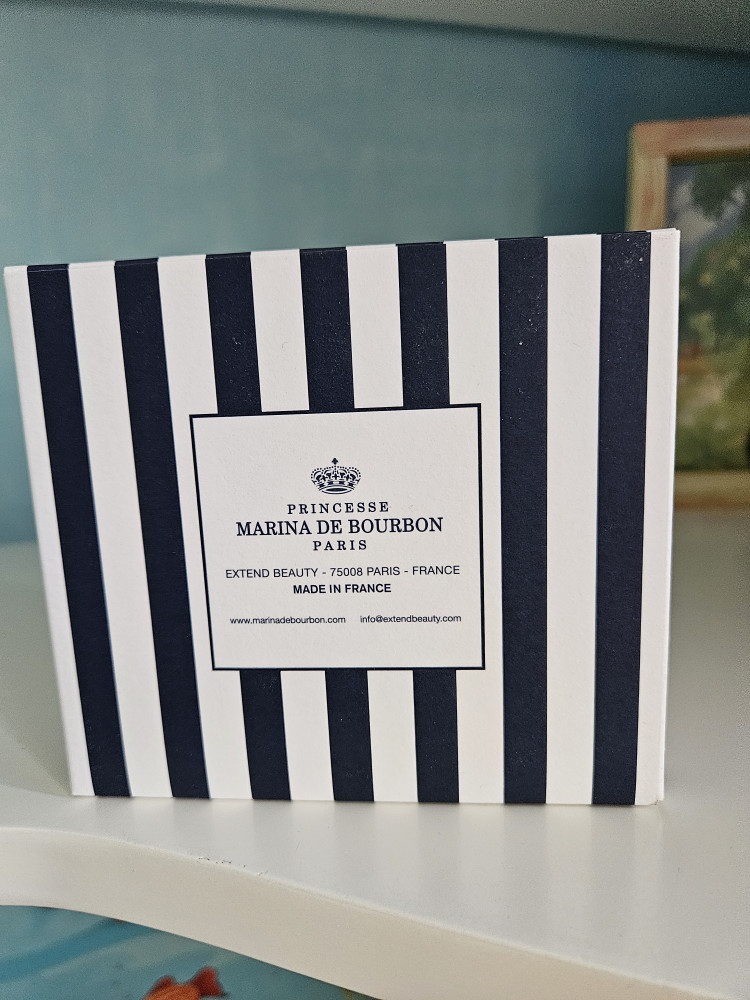 PRINCESSE
MARINA DE BOURBON
PARIS
EXTEND BEAUTY - 75008 PARIS - FRANCE
MADE IN FRANCE
www.marinadebourbon.com info@extendbeauty.com